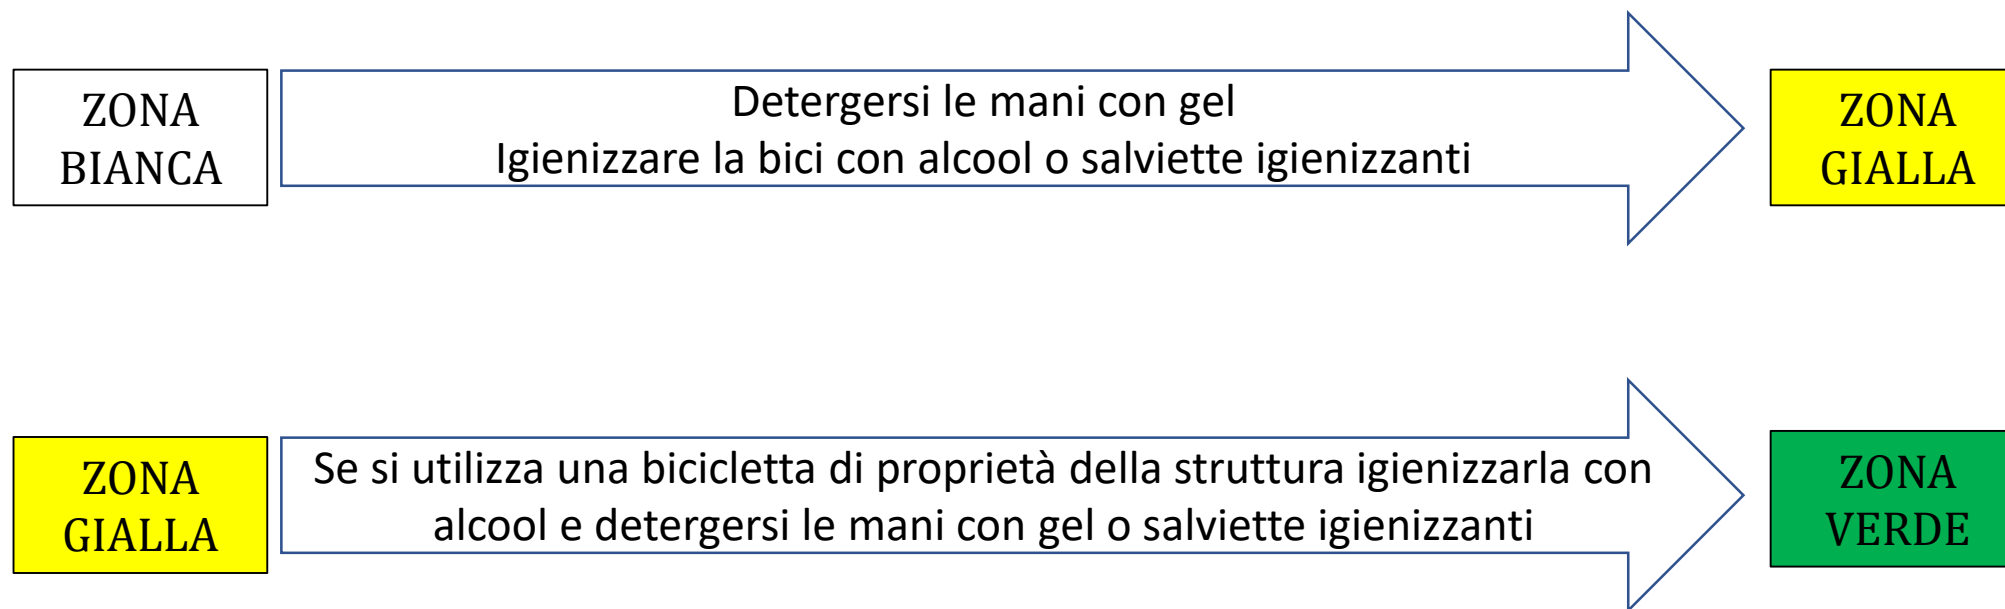 ZONA
BIANCA
Detergersi le mani con gel
Igienizzare la bici con alcool o salviette igienizzanti
ZONA
GIALLA
ZONA
GIALLA
Se si utilizza una bicicletta di proprietà della struttura igienizzarla con
alcool e detergersi le mani con gel o salviette igienizzanti
ZONA
VERDE